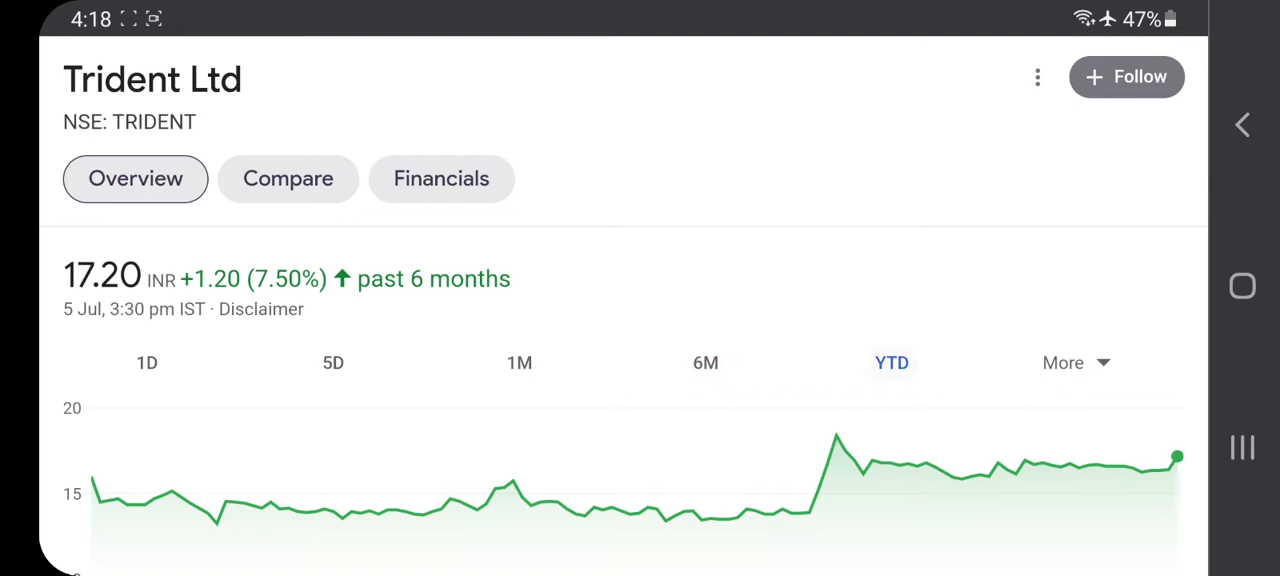 4:18 47%
Trident Ltd
+ Follow
NSE: TRIDENT
Overview Compare Financials
17.20 INR +1.20 (7.50%) ↑ past 6 months
5 Jul, 3:30 pm IST · Disclaimer
1D 5D 1M 6M YTD More
20
15